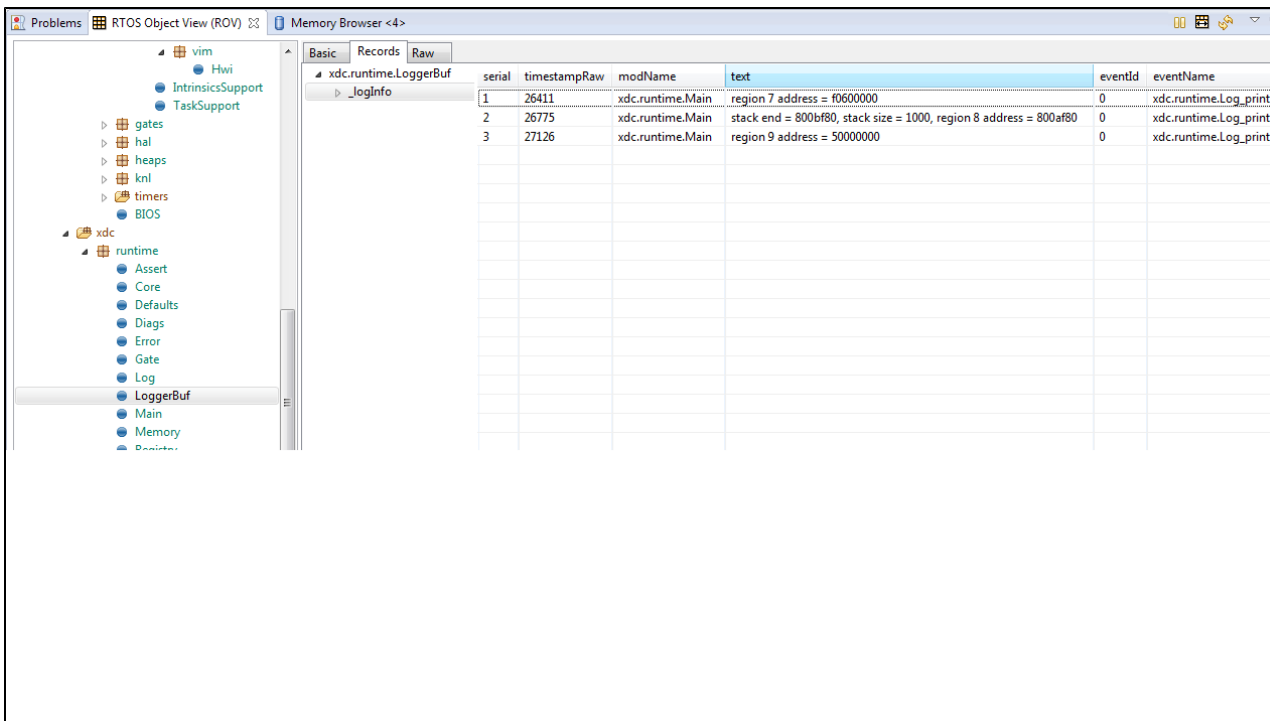 Problems RTOS Object View (ROV) Memory Browser <4>
vim
Hwi
IntrinsicsSupport
TaskSupport
gates
hal
heaps
knl
timers
BIOS
xdc
runtime
Assert
Core
Defaults
Diags
Error
Gate
Log
LoggerBuf
Main
Memory
Registry
Basic Records Raw
xdc.runtime.LoggerBuf
_logInfo
serial timestampRaw modName text eventId eventName
1 26411 xdc.runtime.Main region 7 address = f0600000 0 xdc.runtime.Log_print
2 26775 xdc.runtime.Main stack end = 800bf80, stack size = 1000, region 8 address = 800af80 0 xdc.runtime.Log_print
3 27126 xdc.runtime.Main region 9 address = 50000000 0 xdc.runtime.Log_print